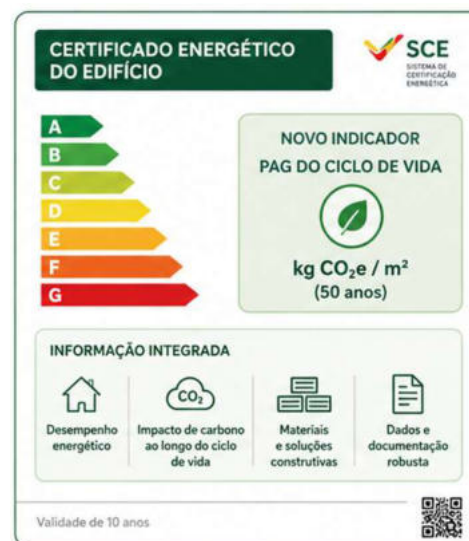 CERTIFICADO ENERGÉTICO
DO EDIFÍCIO
SCE
SISTEMA DE
CERTIFICAÇÃO
ENERGÉTICA
A
B
C
D
E
F
G
NOVO INDICADOR
PAG DO CICLO DE VIDA
kg CO₂e / m²
(50 anos)
INFORMAÇÃO INTEGRADA
CO₂
Desempenho
energético
Impacto de carbono
ao longo do ciclo
de vida
Materiais
e soluções
construtivas
Dados e
documentação
robusta
Validade de 10 anos